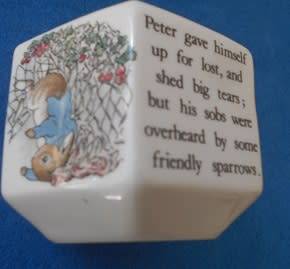 Peter gave himself
up for lost, and
shed big tears;
but his sobs were
overheard by some
friendly sparrows.